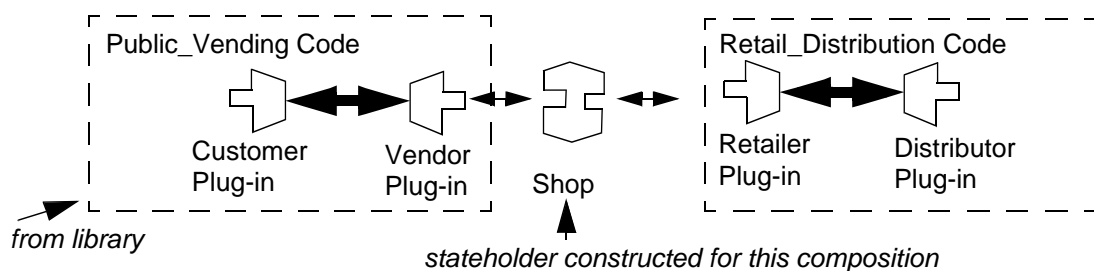 Public_Vending Code
Retail_Distribution Code
Customer
Plug-in
Vendor
Plug-in
Shop
Retailer
Plug-in
Distributor
Plug-in
from library
stateholder constructed for this composition